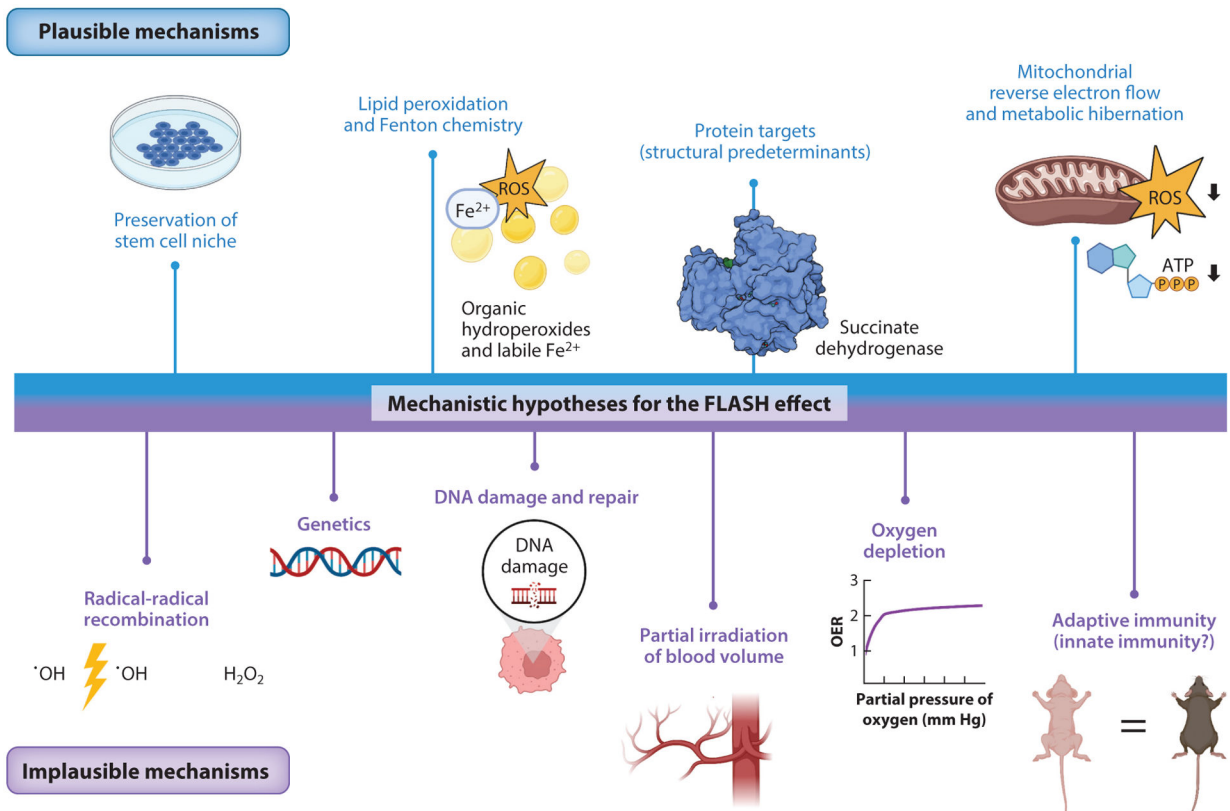 Plausible mechanisms
Preservation of
stem cell niche
Lipid peroxidation
and Fenton chemistry
ROS
Fe²⁺
Organic
hydroperoxides
and labile Fe²⁺
Protein targets
(structural predeterminants)
Succinate
dehydrogenase
Mitochondrial
reverse electron flow
and metabolic hibernation
ROS
ATP
P P P
Mechanistic hypotheses for the FLASH effect
Radical-radical
recombination
˙OH ˙OH H₂O₂
Genetics
DNA damage and repair
DNA
damage
Partial irradiation
of blood volume
Oxygen
depletion
3
2
1
OER
Partial pressure of
oxygen (mm Hg)
Adaptive immunity
(innate immunity?)
=
Implausible mechanisms